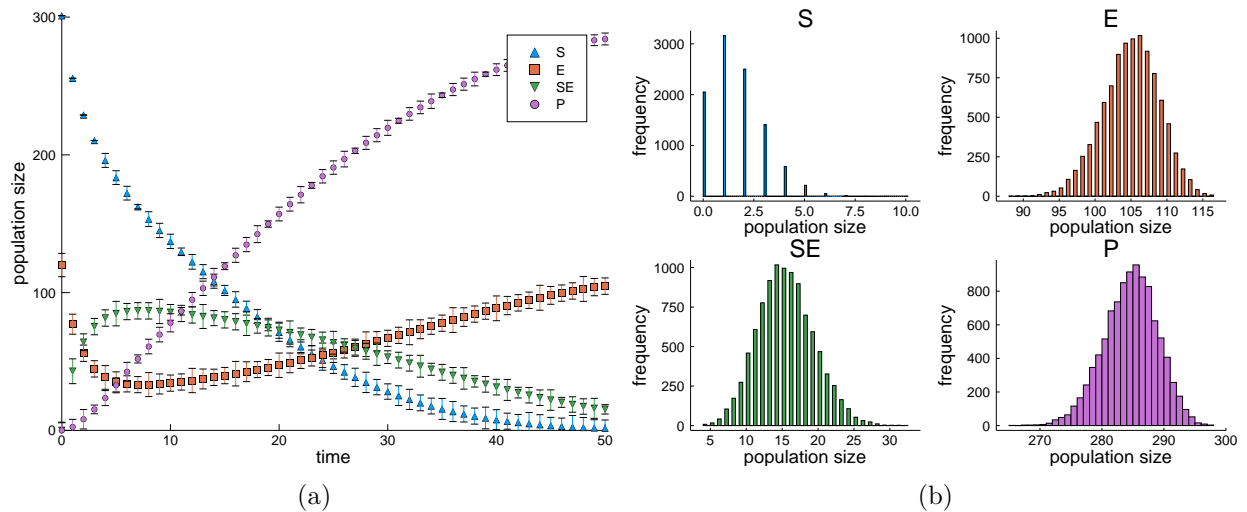 300
200
100
0
population size
0
10
20
30
40
50
time
S
E
SE
P
(a)
S
3000
2000
1000
0
frequency
0.0
2.5
5.0
7.5
10.0
population size
E
1000
750
500
250
0
frequency
90
95
100
105
110
115
population size
SE
1000
750
500
250
0
frequency
5
10
15
20
25
30
population size
P
800
600
400
200
0
frequency
270
280
290
300
population size
(b)